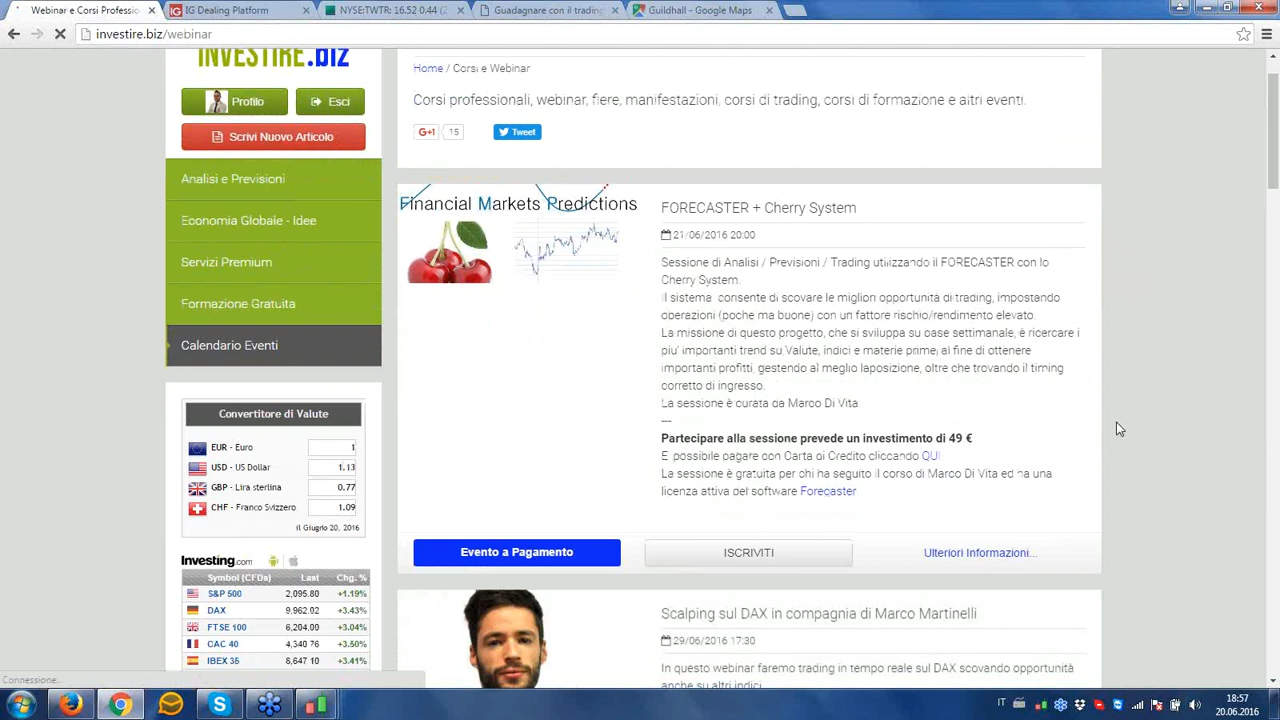 Webinar e Corsi Professio
IG Dealing Platform
NYSE:TWTR: 16.52 0.44 (2
Guadagnare con il trading
Guildhall - Google Maps
investire.biz/webinar
INVESTIRE.BIZ
Profilo
Esci
Scrivi Nuovo Articolo
Analisi e Previsioni
Economia Globale - Idee
Servizi Premium
Formazione Gratuita
Calendario Eventi
Convertitore di Valute
EUR - Euro 1
USD - US Dollar 1.13
GBP - Lira sterlina 0.77
CHF - Franco Svizzero 1.09
il Giugno 20, 2016
Investing.com
Symbol (CFDs) Last Chg. %
S&P 500 2,095.80 +1.19%
DAX 9,962.02 +3.43%
FTSE 100 6,204.00 +3.04%
CAC 40 4,340.76 +3.50%
IBEX 35 8,647.10 +3.41%
Home / Corsi e Webinar
Corsi professionali, webinar, fiere, manifestazioni, corsi di trading, corsi di formazione e altri eventi.
G+1 15
Tweet
Financial Markets Predictions
FORECASTER + Cherry System
21/06/2016 20:00
Sessione di Analisi / Previsioni / Trading utilizzando il FORECASTER con lo
Cherry System.
Il sistema consente di scovare le migliori opportunità di trading, impostando
operazioni (poche ma buone) con un fattore rischio/rendimento elevato.
La missione di questo progetto, che si sviluppa su base settimanale, è ricercare i
piu' importanti trend su Valute, indici e materie prime, al fine di ottenere
importanti profitti, gestendo al meglio laposizione, oltre che trovando il timing
corretto di ingresso.
La sessione è curata da Marco Di Vita
---
Partecipare alla sessione prevede un investimento di 49 €
E' possibile pagare con Carta di Credito cliccando QUI
La sessione è gratuita per chi ha seguito il corso di Marco Di Vita ed ha una
licenza attiva del software Forecaster
Evento a Pagamento
ISCRIVITI
Ulteriori Informazioni...
Scalping sul DAX in compagnia di Marco Martinelli
29/06/2016 17:30
In questo webinar faremo trading in tempo reale sul DAX scovando opportunità
anche su altri indici
Connessione...
IT
18:57
20.06.2016